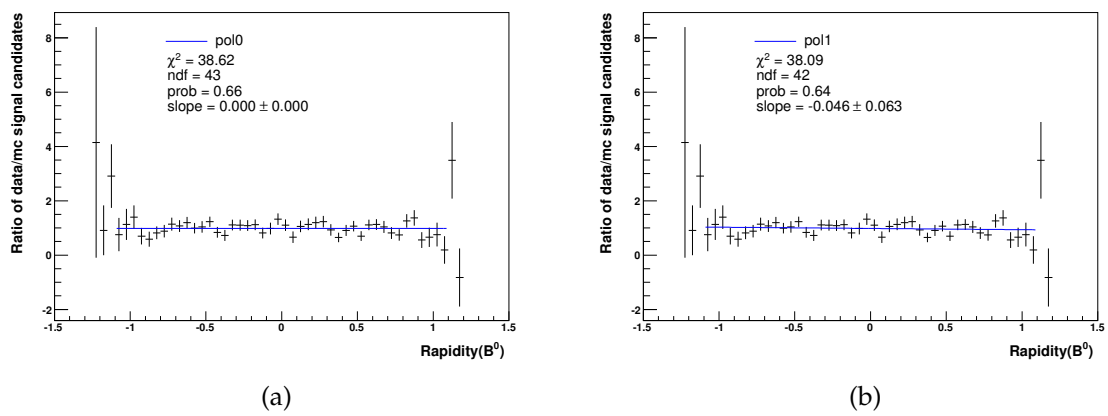 Ratio of data/mc signal candidates
8
6
4
2
0
-2
pol0
χ² = 38.62
ndf = 43
prob = 0.66
slope = 0.000 ± 0.000
-1.5 -1 -0.5 0 0.5 1 1.5
Rapidity(B⁰)
(a)
Ratio of data/mc signal candidates
8
6
4
2
0
-2
pol1
χ² = 38.09
ndf = 42
prob = 0.64
slope = -0.046 ± 0.063
-1.5 -1 -0.5 0 0.5 1 1.5
Rapidity(B⁰)
(b)